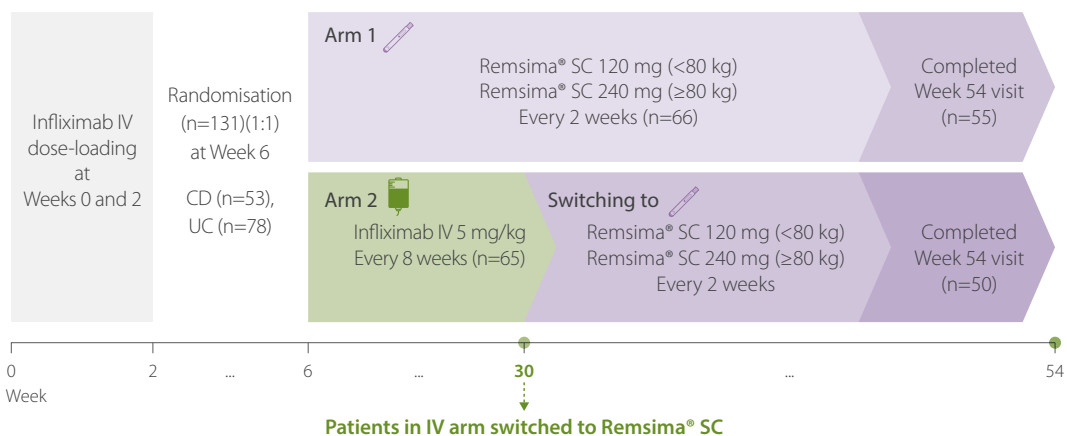 Infliximab IV
dose-loading
at
Weeks 0 and 2
Randomisation
(n=131)(1:1)
at Week 6
CD (n=53),
UC (n=78)
Arm 1
Remsima® SC 120 mg (<80 kg)
Remsima® SC 240 mg (≥80 kg)
Every 2 weeks (n=66)
Completed
Week 54 visit
(n=55)
Arm 2
Infliximab IV 5 mg/kg
Every 8 weeks (n=65)
Switching to
Remsima® SC 120 mg (<80 kg)
Remsima® SC 240 mg (≥80 kg)
Every 2 weeks
Completed
Week 54 visit
(n=50)
0 2 ... 6 ... 30 ... 54
Week
Patients in IV arm switched to Remsima® SC